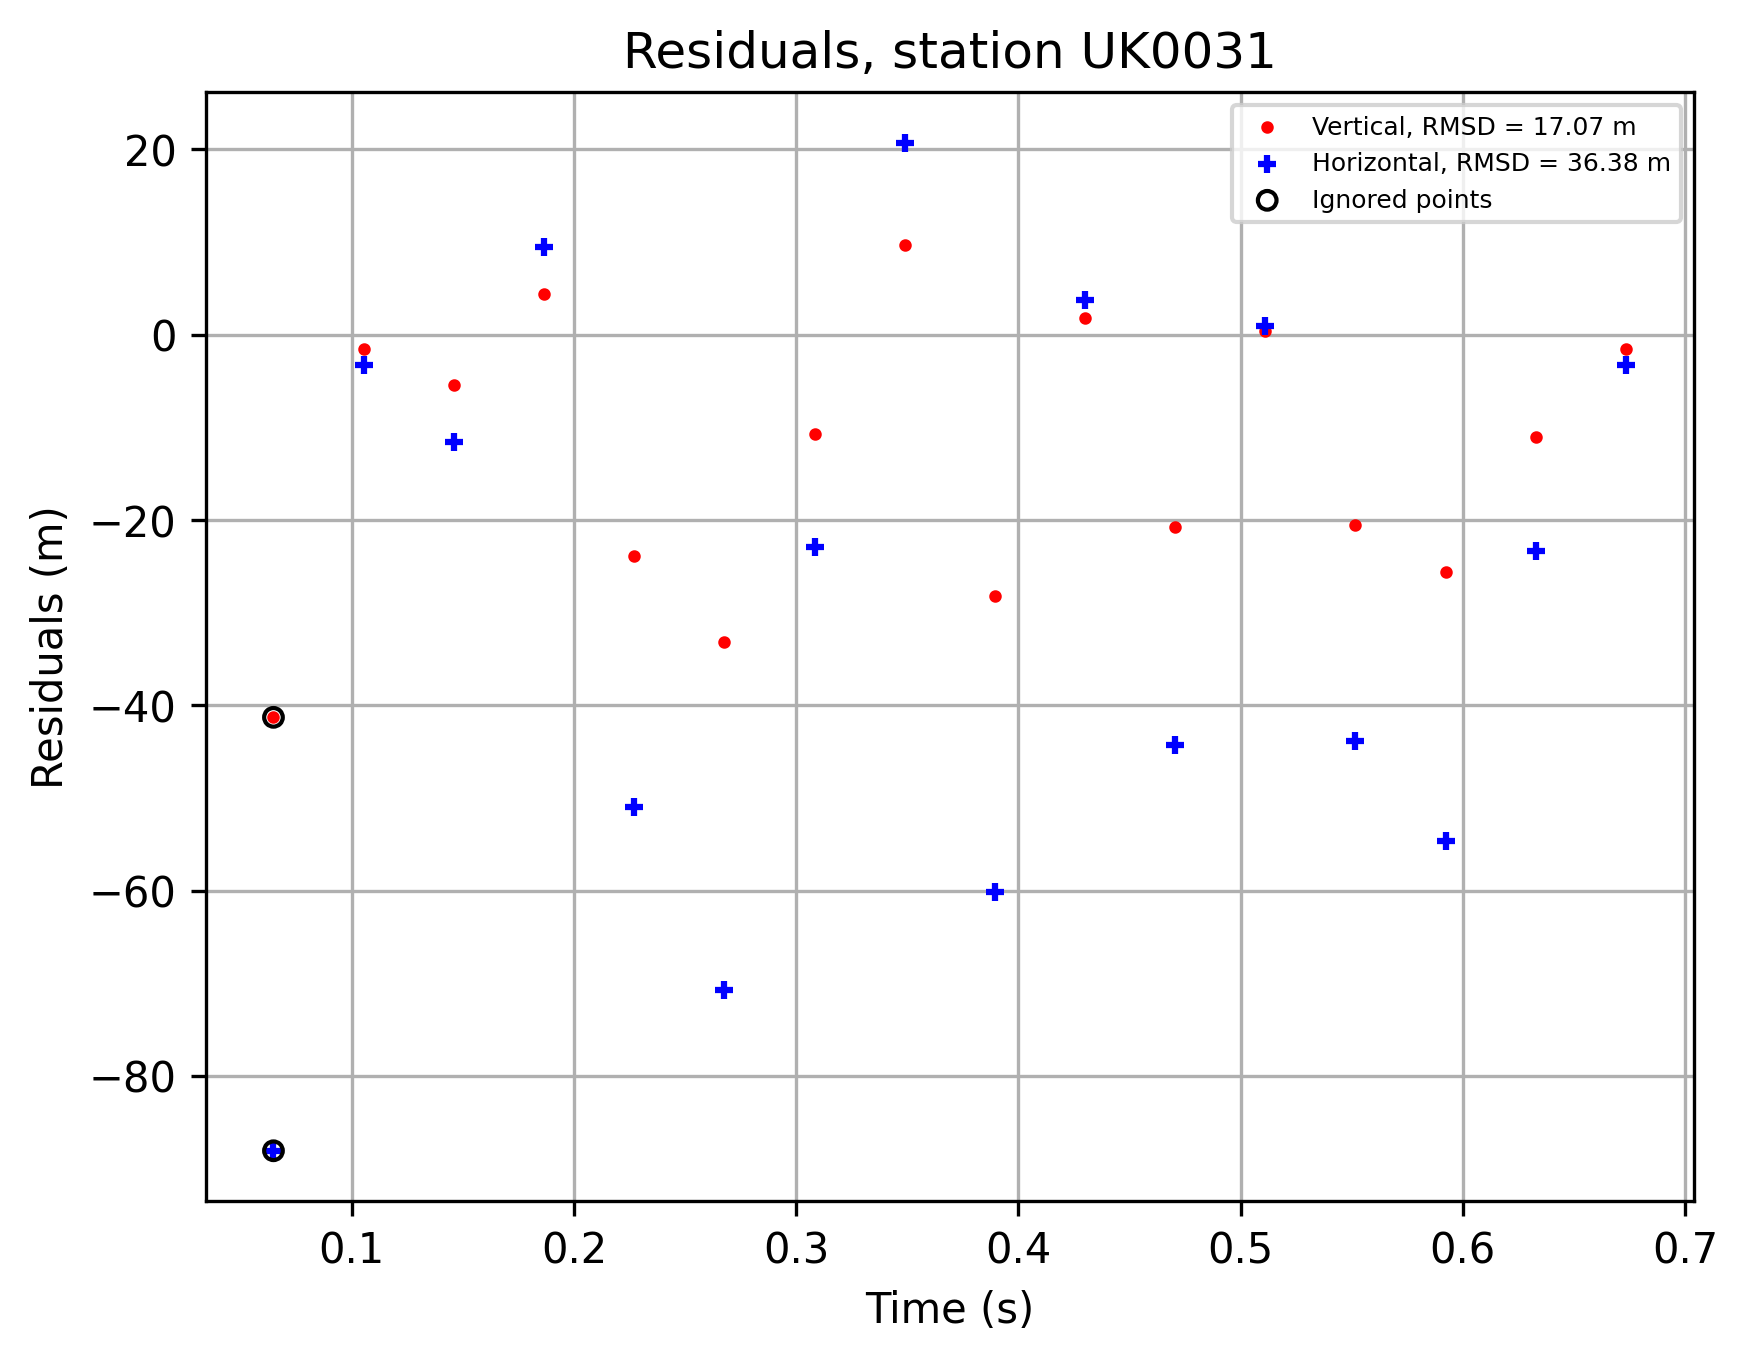 Residuals, station UK0031
Vertical, RMSD = 17.07 m
Horizontal, RMSD = 36.38 m
Ignored points
20
0
−20
−40
−60
−80
Residuals (m)
0.1 0.2 0.3 0.4 0.5 0.6 0.7
Time (s)